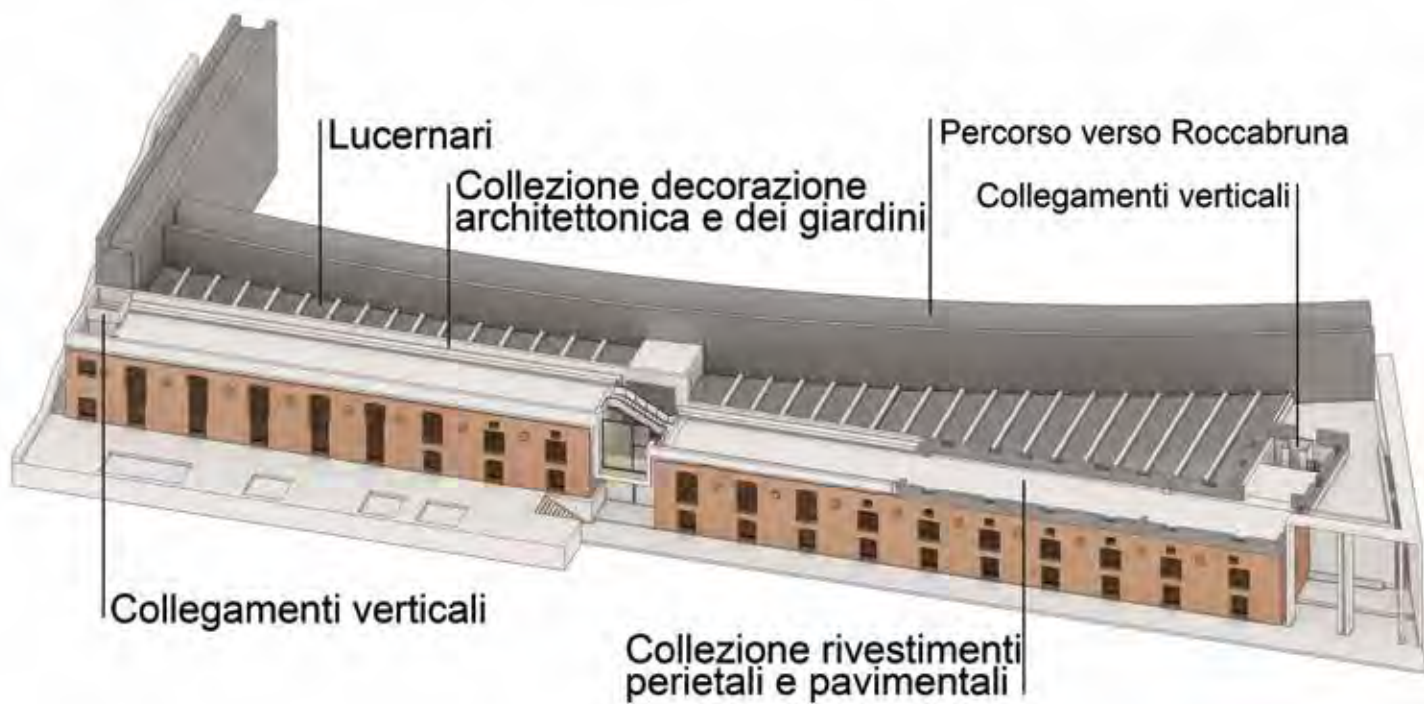 Lucernari
Percorso verso Roccabruna
Collezione decorazione
architettonica e dei giardini
Collegamenti verticali
Collegamenti verticali
Collezione rivestimenti
perietali e pavimentali